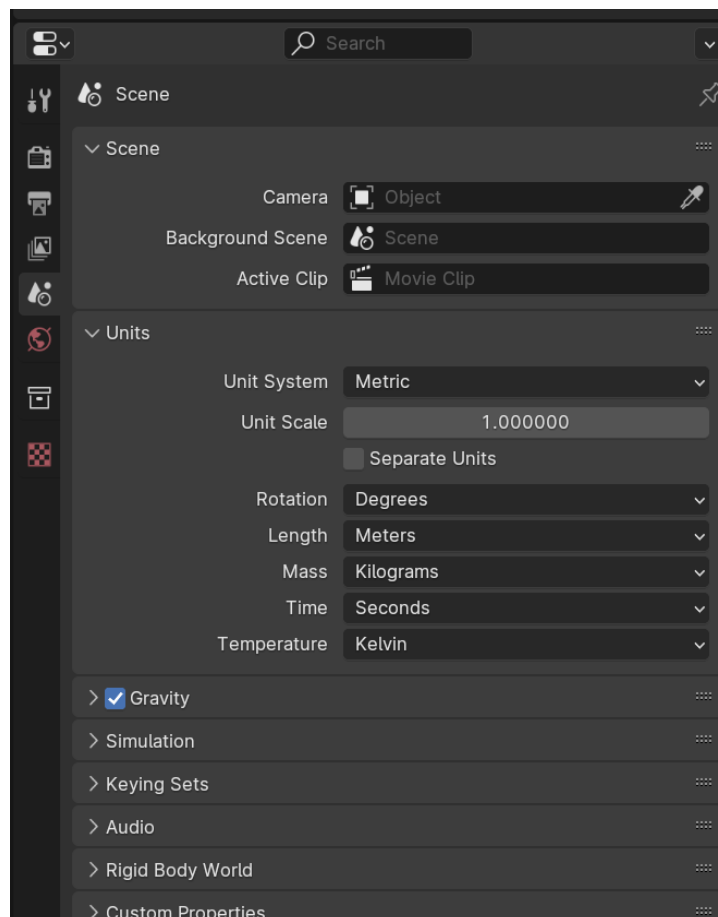 Search
Scene
Scene
Camera Object
Background Scene Scene
Active Clip Movie Clip
Units
Unit System Metric
Unit Scale 1.000000
Separate Units
Rotation Degrees
Length Meters
Mass Kilograms
Time Seconds
Temperature Kelvin
Gravity
Simulation
Keying Sets
Audio
Rigid Body World
Custom Properties